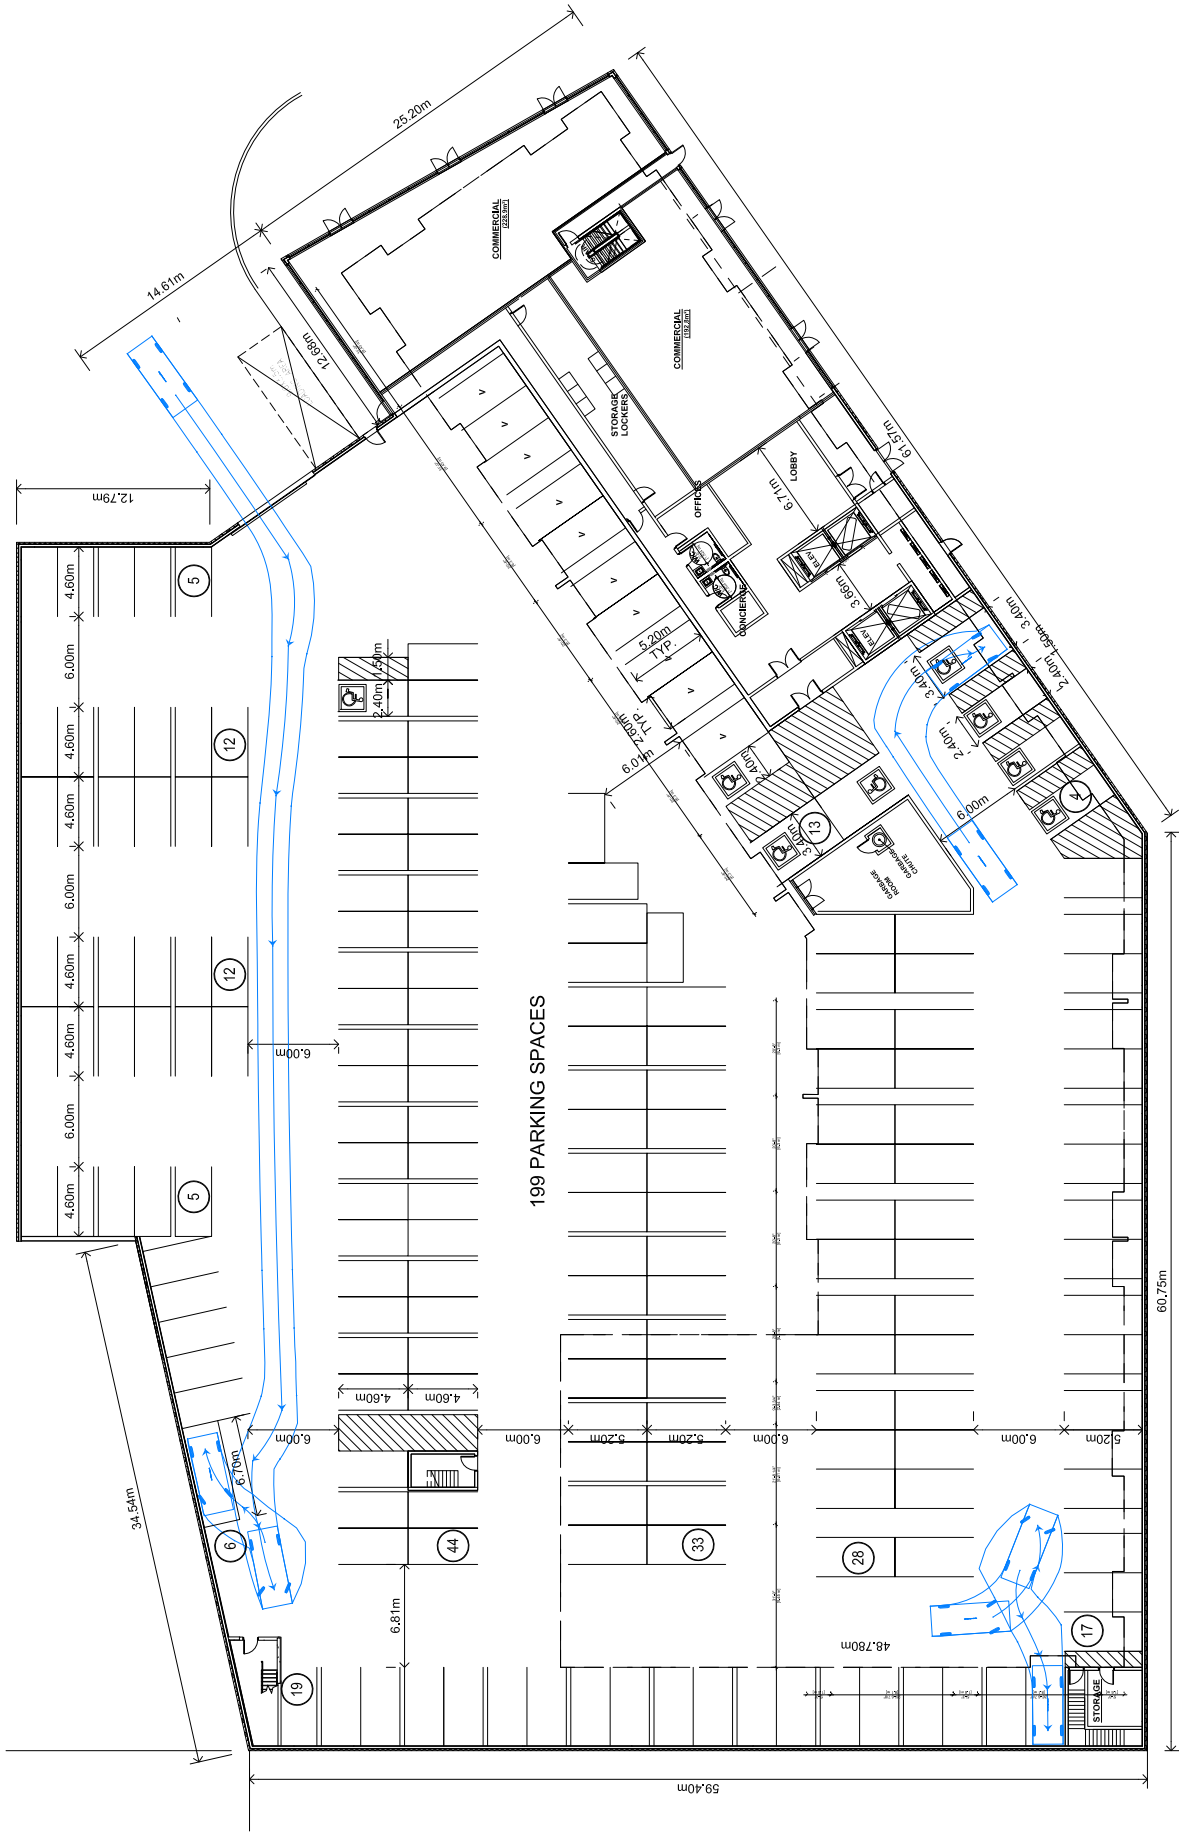 25.20m
14.61m
12.68m
COMMERCIAL
COMMERCIAL
STORAGE
LOCKERS
OFFICES
LOBBY
6.71m
61.57m
ELEV
ELEV
3.66m
W/C
W/C
CONCIERGE
5.20m
TYP.
2.60m
TYP.
6.01m
2.40m
3.40m
13
3.40m
2.40m
3.40m
1.50m
2.40m
6.00m
4
GARBAGE
ROOM
GARBAGE
CHUTE
12.79m
4.60m
6.00m
4.60m
4.60m
6.00m
4.60m
4.60m
6.00m
4.60m
5
12
12
5
1.50m
2.40m
6.00m
199 PARKING SPACES
34.54m
6.70m
6
6.00m
4.60m
4.60m
6.00m
5.20m
5.20m
6.00m
6.00m
5.20m
44
33
28
17
6.81m
19
48.780m
STORAGE
60.75m
59.40m